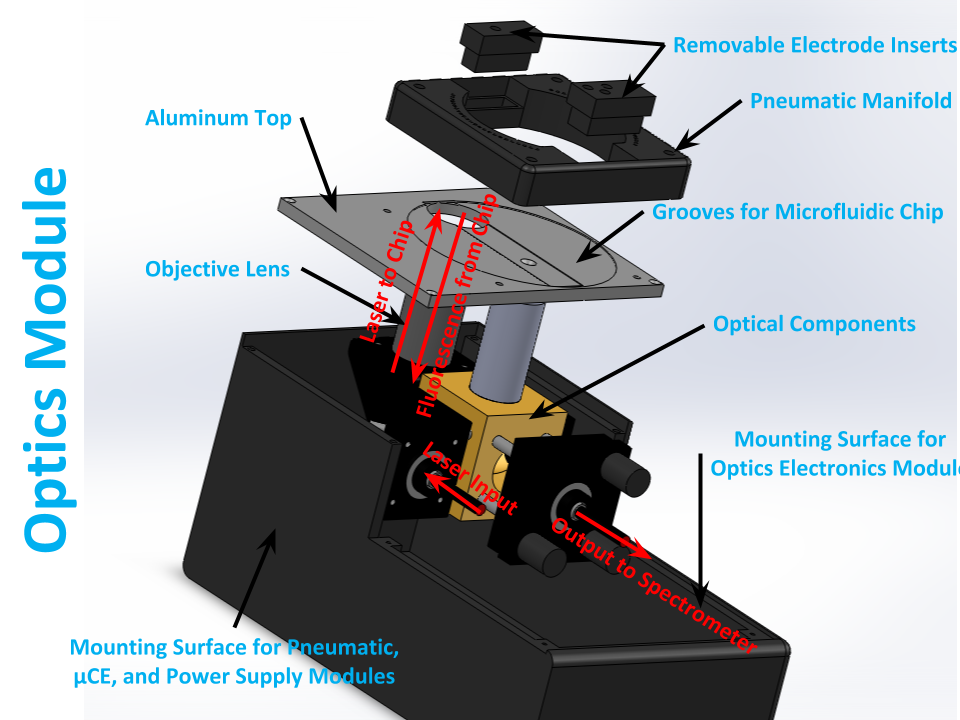 Optics Module
Removable Electrode Inserts
Pneumatic Manifold
Aluminum Top
Grooves for Microfluidic Chip
Objective Lens
Laser to Chip
Fluorescence from Chip
Optical Components
Mounting Surface for
Optics Electronics Modul
Laser Input
Output to Spectrometer
Mounting Surface for Pneumatic,
µCE, and Power Supply Modules